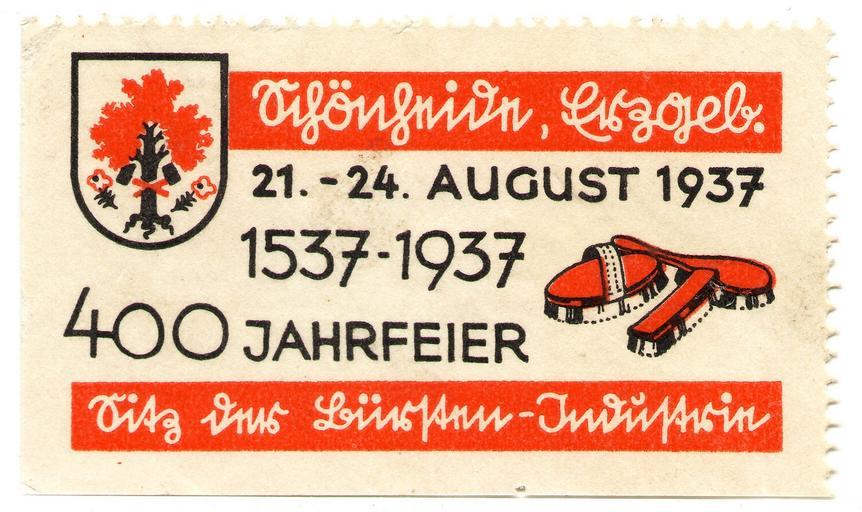 Schönheide, Erzgeb.
21.-24. AUGUST 1937
1537-1937
400 JAHRFEIER
Sitz der Bürsten-Industrie